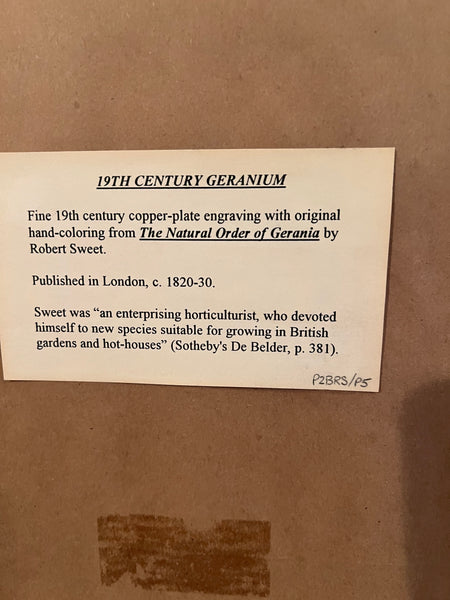 19TH CENTURY GERANIUM
Fine 19th century copper-plate engraving with original
hand-coloring from The Natural Order of Gerania by
Robert Sweet.
Published in London, c. 1820-30.
Sweet was "an enterprising horticulturist, who devoted
himself to new species suitable for growing in British
gardens and hot-houses" (Sotheby's De Belder, p. 381).
P2BRS/P5